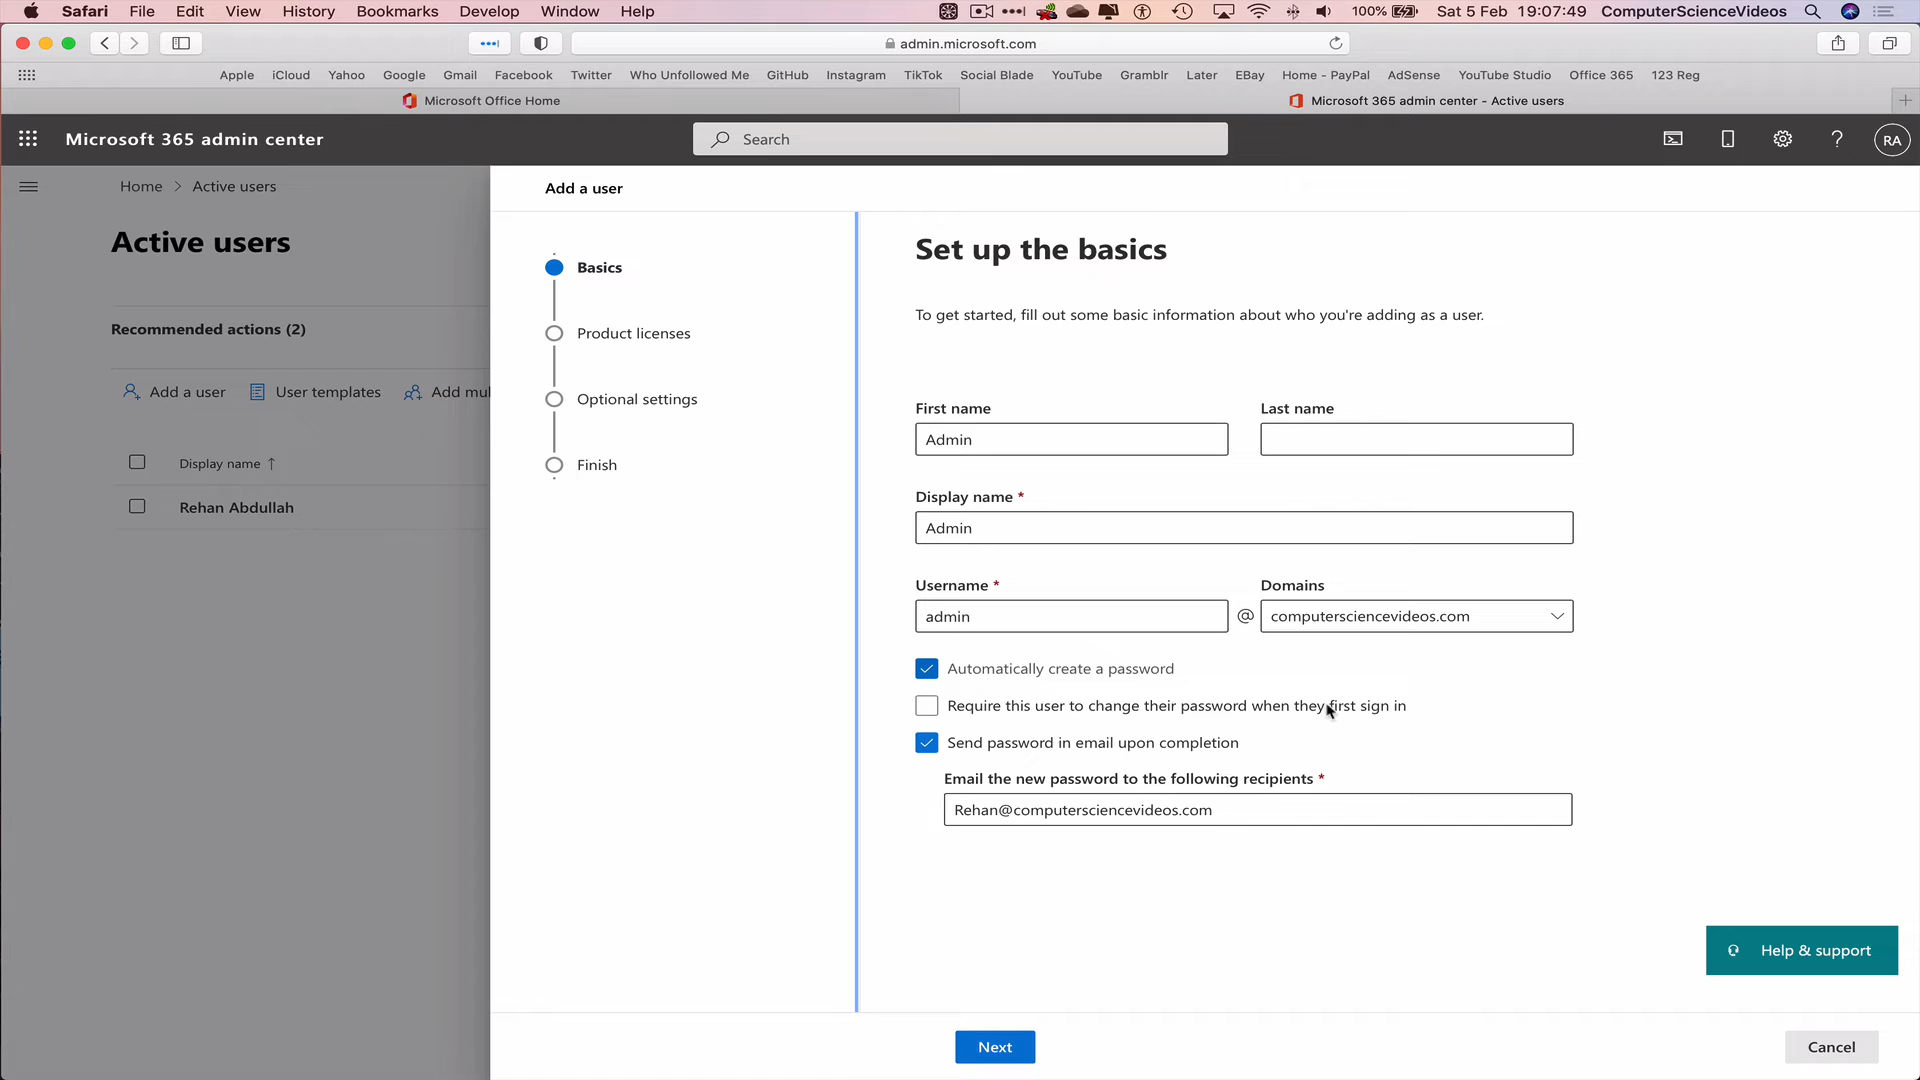 Safari File Edit View History Bookmarks Develop Window Help 100% Sat 5 Feb 19:07:49 ComputerScienceVideos
admin.microsoft.com
Apple iCloud Yahoo Google Gmail Facebook Twitter Who Unfollowed Me GitHub Instagram TikTok Social Blade YouTube Gramblr Later EBay Home - PayPal AdSense YouTube Studio Office 365 123 Reg
Microsoft Office Home Microsoft 365 admin center - Active users
Microsoft 365 admin center Search RA
Home > Active users
Active users
Recommended actions (2)
Add a user User templates Add mul
Display name ↑
Rehan Abdullah
Add a user
Basics
Product licenses
Optional settings
Finish
Set up the basics
To get started, fill out some basic information about who you're adding as a user.
First name Last name
Admin
Display name *
Admin
Username * Domains
admin @ computersciencevideos.com
Automatically create a password
Require this user to change their password when they first sign in
Send password in email upon completion
Email the new password to the following recipients *
Rehan@computersciencevideos.com
Help & support
Next Cancel